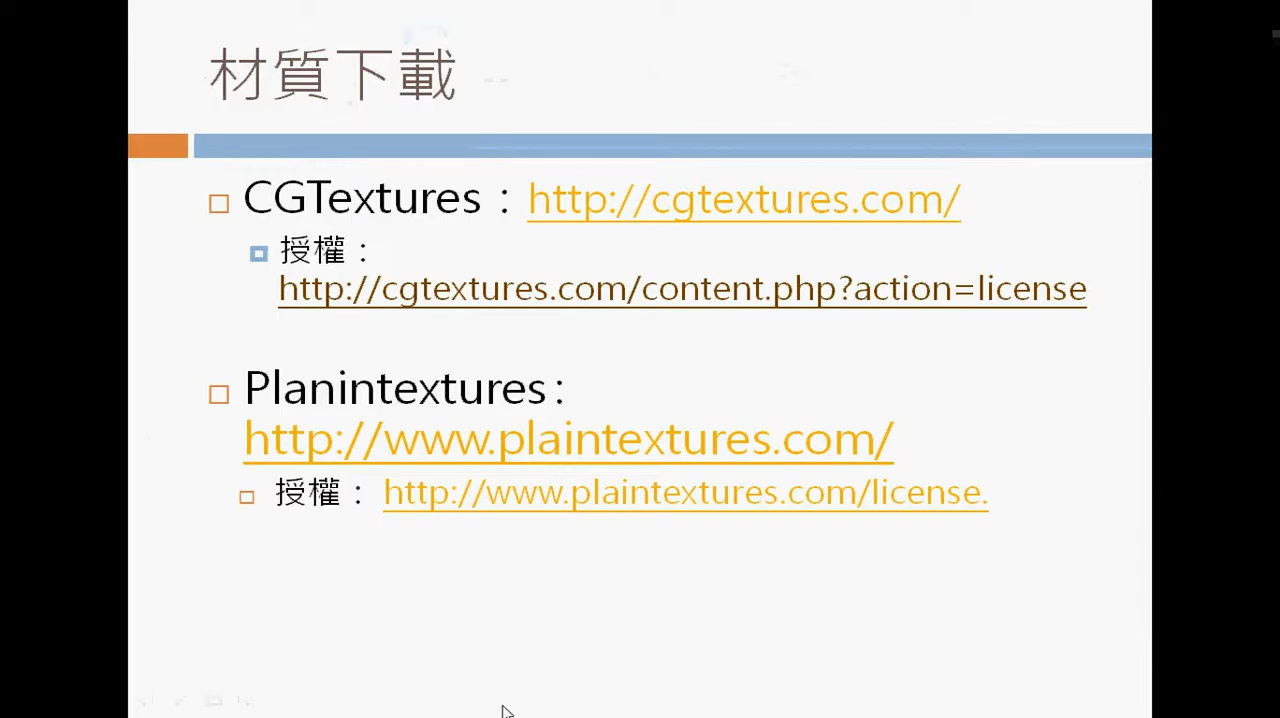 材質下載
CGTextures：http://cgtextures.com/
授權：
http://cgtextures.com/content.php?action=license
Planintextures：
http://www.plaintextures.com/
授權： http://www.plaintextures.com/license.